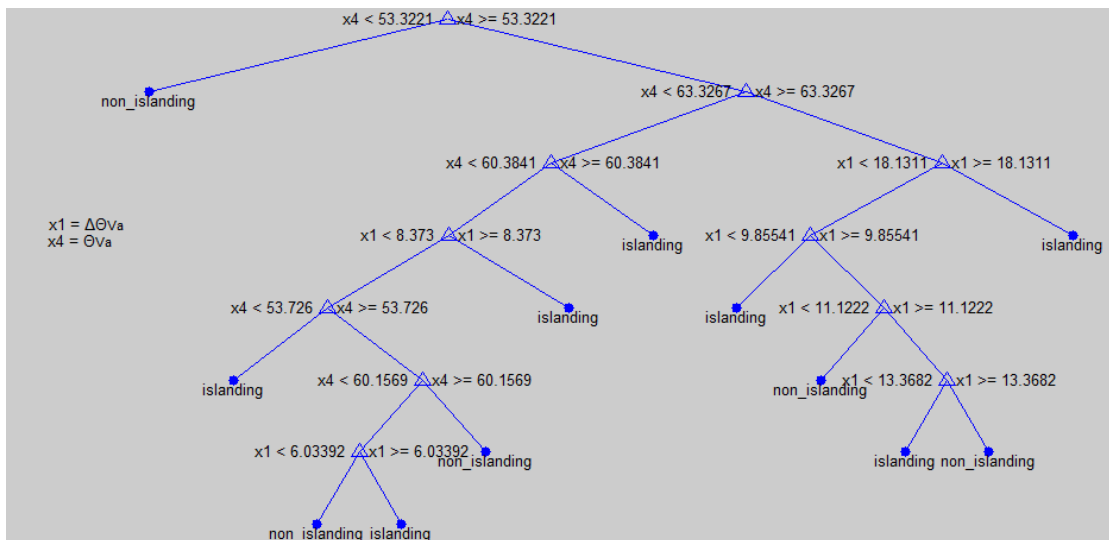 x4 < 53.3221 x4 >= 53.3221
non_islanding
x4 < 63.3267 x4 >= 63.3267
x4 < 60.3841 x4 >= 60.3841
x1 < 18.1311 x1 >= 18.1311
x1 = ΔΘVa
x4 = ΘVa
x1 < 8.373 x1 >= 8.373
islanding
x1 < 9.85541 x1 >= 9.85541
islanding
x4 < 53.726 x4 >= 53.726
islanding
islanding
x1 < 11.1222 x1 >= 11.1222
islanding
x4 < 60.1569 x4 >= 60.1569
non_islanding
x1 < 13.3682 x1 >= 13.3682
x1 < 6.03392 x1 >= 6.03392
non_islanding
islanding
non_islanding
non_islanding
islanding